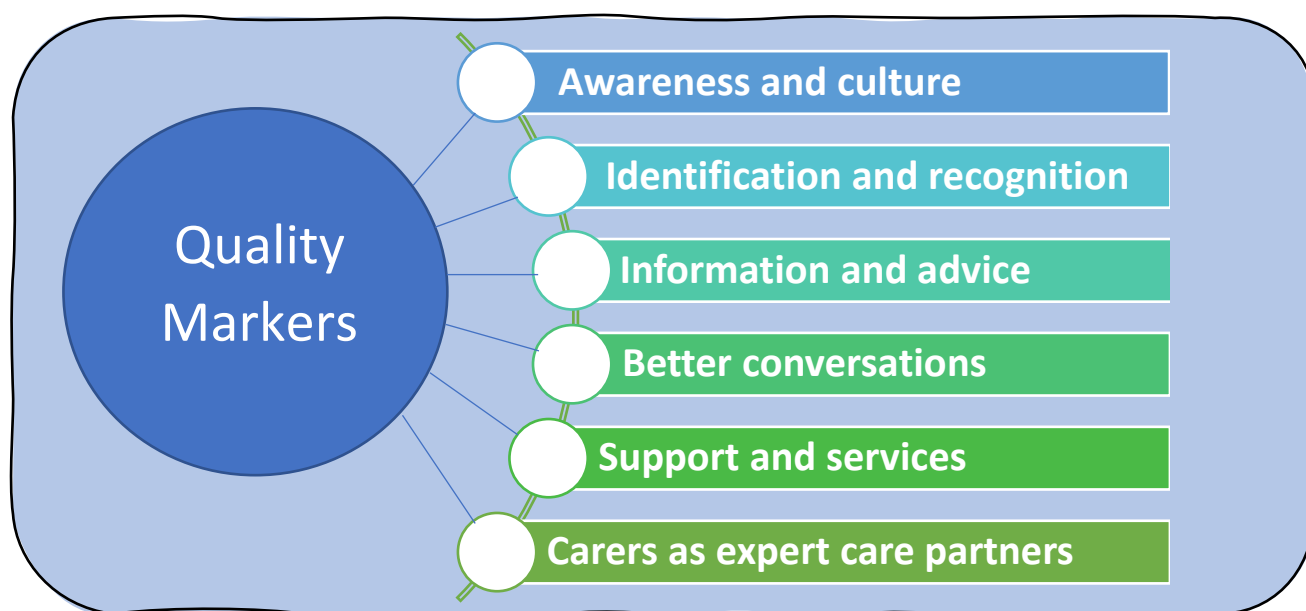 Quality
Markers
Awareness and culture
Identification and recognition
Information and advice
Better conversations
Support and services
Carers as expert care partners